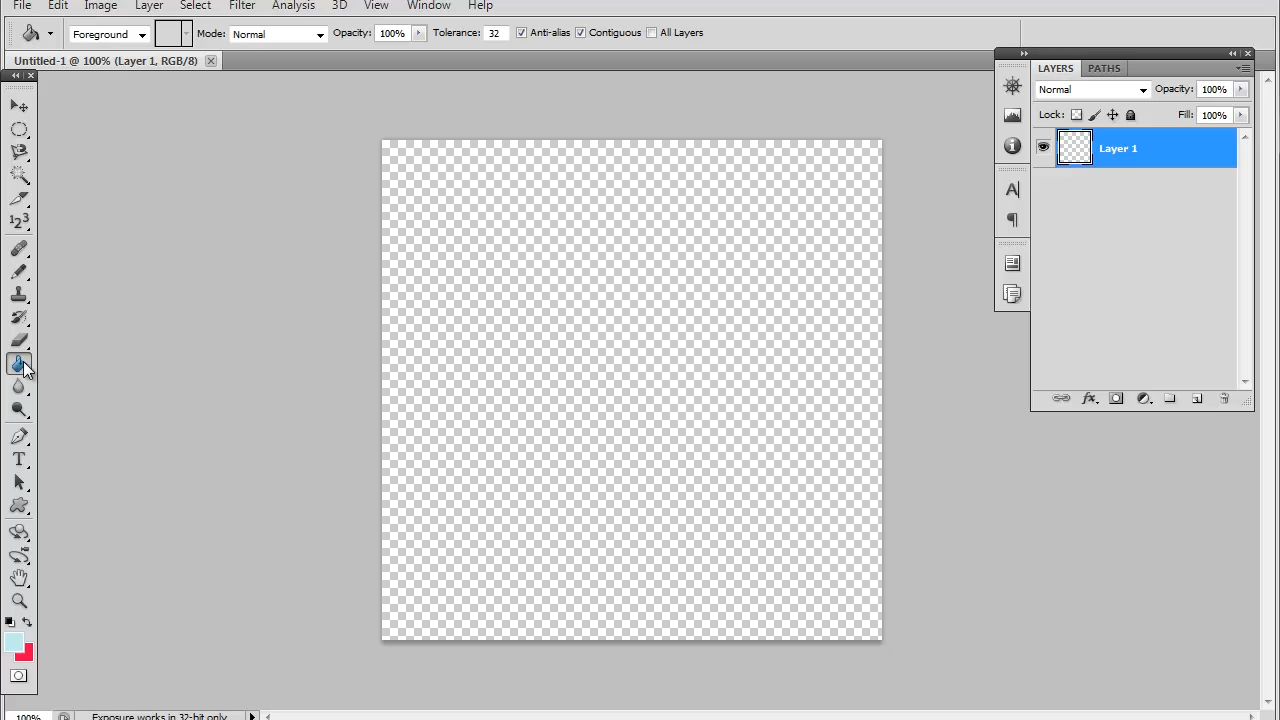 File Edit Image Layer Select Filter Analysis 3D View Window Help
Foreground Mode: Normal Opacity: 100% Tolerance: 32 Anti-alias Contiguous All Layers
Untitled-1 @ 100% (Layer 1, RGB/8)
LAYERS PATHS
Normal Opacity: 100%
Lock: Fill: 100%
Layer 1
100% Exposure works in 32-bit only